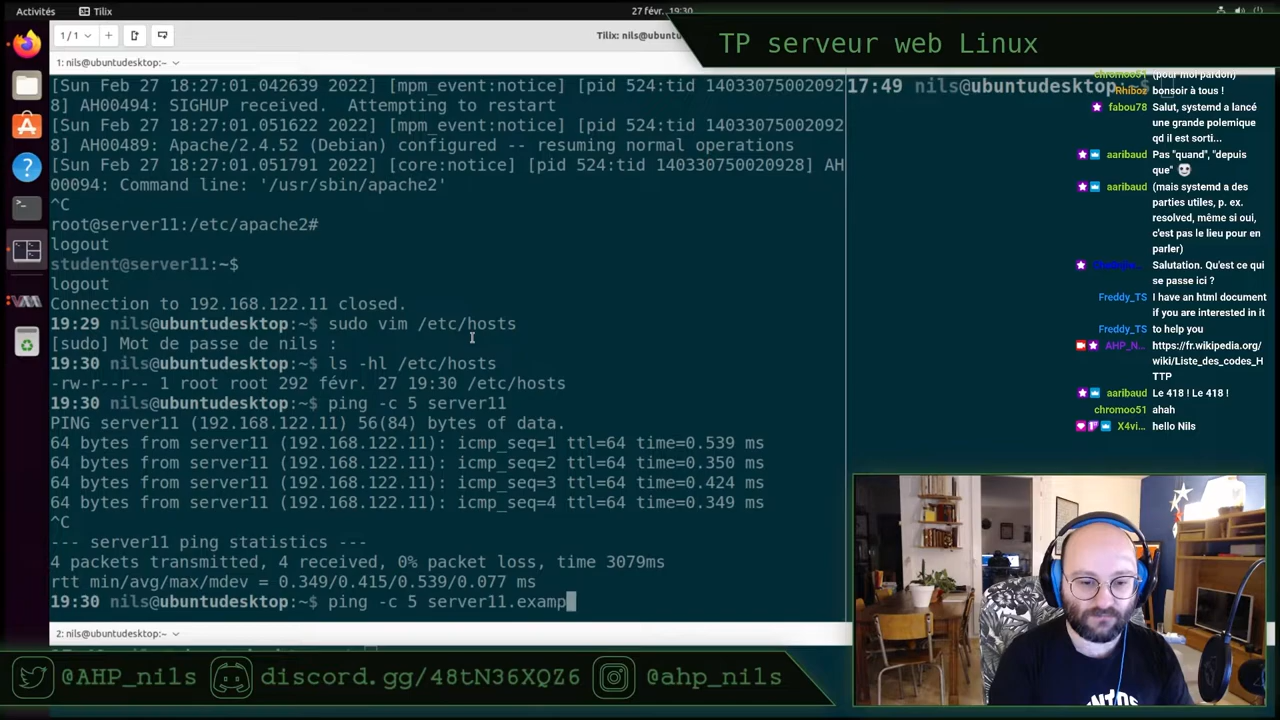 Activités
Tilix
27 févr. 19:30
1 / 1
+
Tilix: nils@ubuntu
TP serveur web Linux
1: nils@ubuntudesktop:~
[Sun Feb 27 18:27:01.042639 2022] [mpm_event:notice] [pid 524:tid 14033075002092
8] AH00494: SIGHUP received.  Attempting to restart
[Sun Feb 27 18:27:01.051622 2022] [mpm_event:notice] [pid 524:tid 14033075002092
8] AH00489: Apache/2.4.52 (Debian) configured -- resuming normal operations
[Sun Feb 27 18:27:01.051791 2022] [core:notice] [pid 524:tid 140330750020928] AH
00094: Command line: '/usr/sbin/apache2'
^C
root@server11:/etc/apache2#
logout
student@server11:~$
logout
Connection to 192.168.122.11 closed.
19:29 nils@ubuntudesktop:~$ sudo vim /etc/hosts
[sudo] Mot de passe de nils :
19:30 nils@ubuntudesktop:~$ ls -hl /etc/hosts
-rw-r--r-- 1 root root 292 févr. 27 19:30 /etc/hosts
19:30 nils@ubuntudesktop:~$ ping -c 5 server11
PING server11 (192.168.122.11) 56(84) bytes of data.
64 bytes from server11 (192.168.122.11): icmp_seq=1 ttl=64 time=0.539 ms
64 bytes from server11 (192.168.122.11): icmp_seq=2 ttl=64 time=0.350 ms
64 bytes from server11 (192.168.122.11): icmp_seq=3 ttl=64 time=0.424 ms
64 bytes from server11 (192.168.122.11): icmp_seq=4 ttl=64 time=0.349 ms
^C
--- server11 ping statistics ---
4 packets transmitted, 4 received, 0% packet loss, time 3079ms
rtt min/avg/max/mdev = 0.349/0.415/0.539/0.077 ms
19:30 nils@ubuntudesktop:~$ ping -c 5 server11.examp
2: nils@ubuntudesktop:~
17:49 nils@ubuntudesktop:~$
chromoo51 (pour moi pardon)
Rhiboz bonsoir à tous !
fabou78 Salut, systemd a lancé
une grande polemique
qd il est sorti...
aaribaud Pas "quand", "depuis
que"
aaribaud (mais systemd a des
parties utiles, p. ex.
resolved, même si oui,
c'est pas le lieu pour en
parler)
Salutation. Qu'est ce qui
se passe ici ?
Freddy_TS I have an html document
if you are interested in it
Freddy_TS to help you
AHP_N... https://fr.wikipedia.org/
wiki/Liste_des_codes_H
TTP
aaribaud Le 418 ! Le 418 !
chromoo51 ahah
X4vi... hello Nils
@AHP_nils
discord.gg/48tN36XQZ6
@ahp_nils